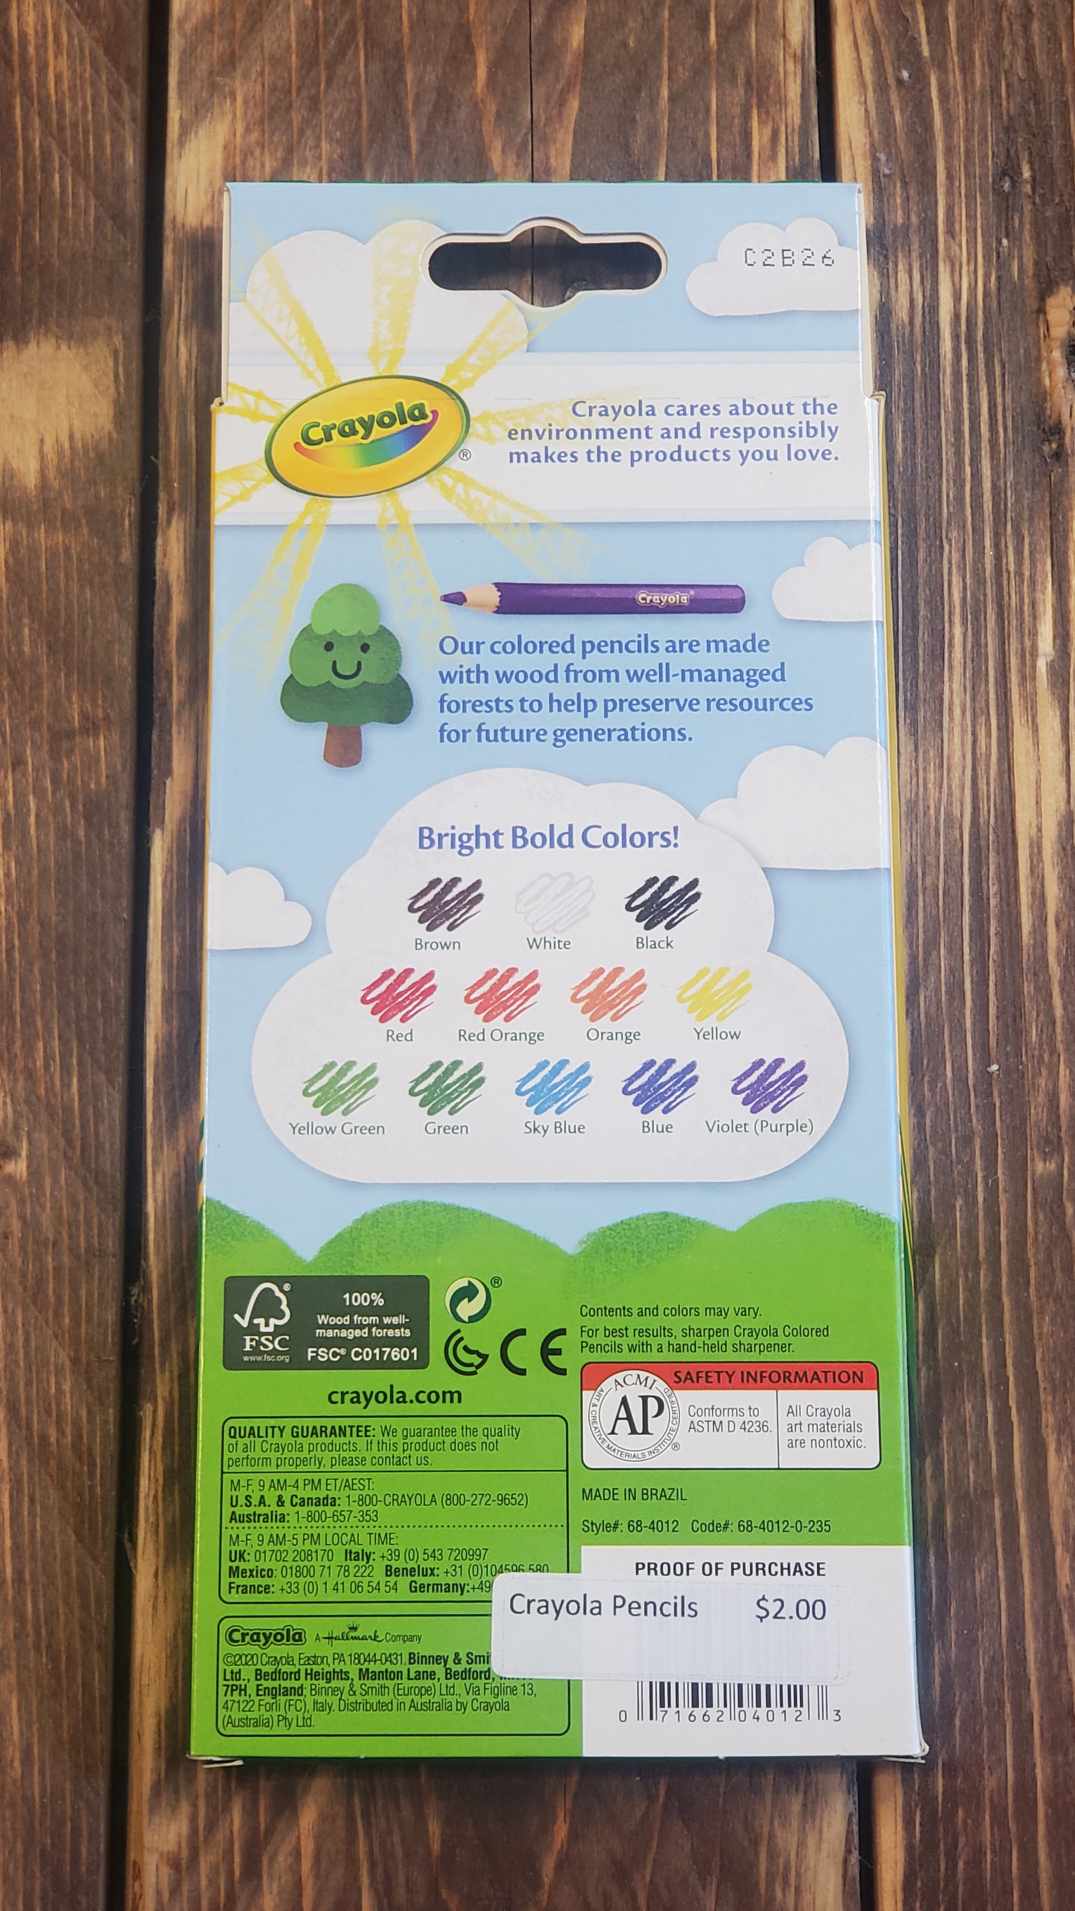 C2B26
Crayola®
Crayola cares about the
environment and responsibly
makes the products you love.
Crayola®
Our colored pencils are made
with wood from well-managed
forests to help preserve resources
for future generations.
Bright Bold Colors!
Brown White Black
Red Red Orange Orange Yellow
Yellow Green Green Sky Blue Blue Violet (Purple)
FSC®
www.fsc.org
100%
Wood from well-
managed forests
FSC® C017601
®
CE
crayola.com
QUALITY GUARANTEE: We guarantee the quality
of all Crayola products. If this product does not
perform properly, please contact us.
M-F, 9 AM-4 PM ET/AEST:
U.S.A. & Canada: 1-800-CRAYOLA (800-272-9652)
Australia: 1-800-657-353
M-F, 9 AM-5 PM LOCAL TIME:
UK: 01702 208170 Italy: +39 (0) 543 720997
Mexico: 01800 71 78 222 Benelux: +31 (0)104596 580
France: +33 (0) 1 41 06 54 54 Germany:+49
Crayola A Hallmark Company
©2020 Crayola, Easton, PA 18044-0431. Binney &
Ltd., Bedford Heights, Manton Lane, Bedford,
7PH, England; Binney & Smith (Europe) Ltd., Via Figline 13,
47122 Forlì (FC), Italy. Distributed in Australia by Crayola
(Australia) Pty Ltd.
Contents and colors may vary.
For best results, sharpen Crayola Colored
Pencils with a hand-held sharpener.
SAFETY INFORMATION
ACMI
AP
ART & CREATIVE MATERIALS INSTITUTE CERTIFIED
®
Conforms to
ASTM D 4236.
All Crayola
art materials
are nontoxic.
MADE IN BRAZIL
Style#: 68-4012 Code#: 68-4012-0-235
PROOF OF PURCHASE
Crayola Pencils $2.00
0 71662 04012 3